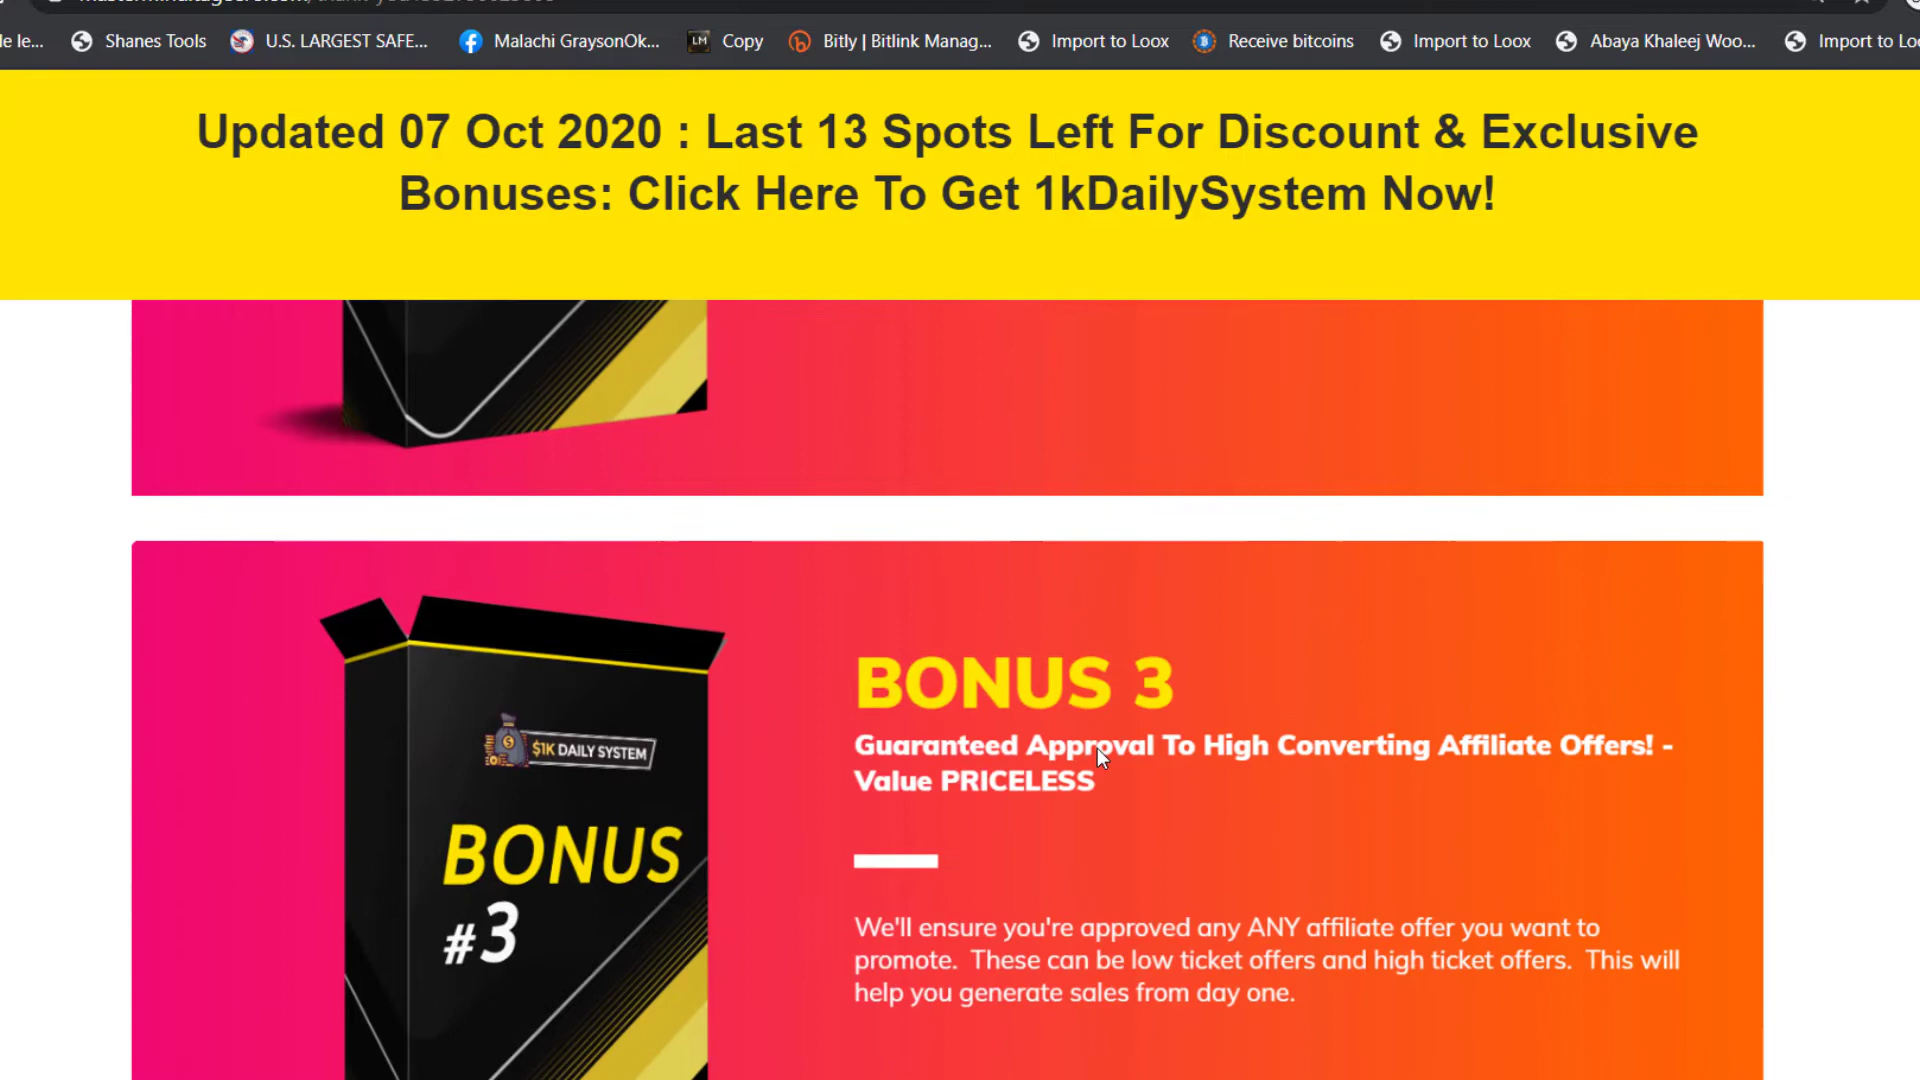 le le...
Shanes Tools
U.S. LARGEST SAFE...
Malachi GraysonOk...
LM
Copy
Bitly | Bitlink Manag...
Import to Loox
Receive bitcoins
Import to Loox
Abaya Khaleej Woo...
Import to Loo
Updated 07 Oct 2020 : Last 13 Spots Left For Discount & Exclusive
Bonuses: Click Here To Get 1kDailySystem Now!
$1K DAILY SYSTEM
BONUS
#3
BONUS 3
Guaranteed Approval To High Converting Affiliate Offers! -
Value PRICELESS
We'll ensure you're approved any ANY affiliate offer you want to
promote. These can be low ticket offers and high ticket offers. This will
help you generate sales from day one.